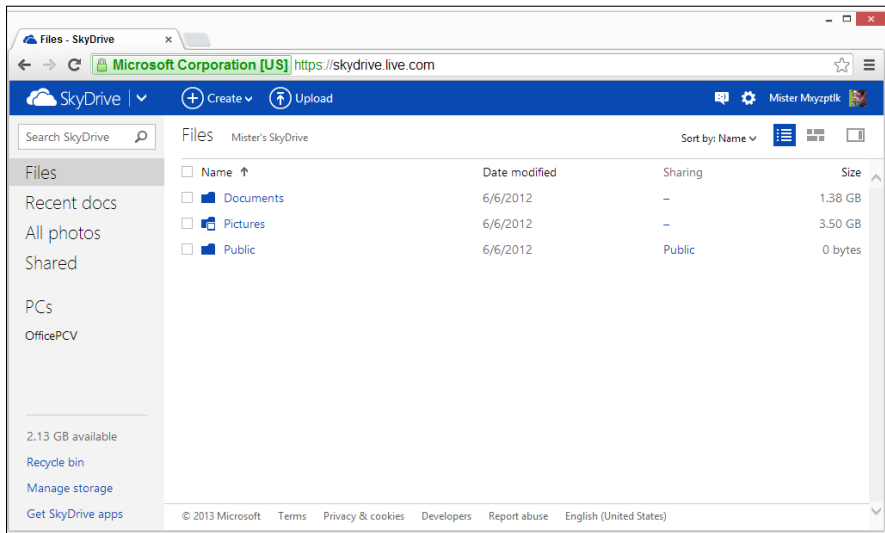 Files - SkyDrive
Microsoft Corporation [US] https://skydrive.live.com
SkyDrive Create Upload Mister Mxyzptlk
Search SkyDrive Files Mister's SkyDrive Sort by: Name
Files Name Date modified Sharing Size
Documents 6/6/2012 – 1.38 GB
Recent docs
Pictures 6/6/2012 – 3.50 GB
All photos
Public 6/6/2012 Public 0 bytes
Shared
PCs
OfficePCV
2.13 GB available
Recycle bin
Manage storage
Get SkyDrive apps © 2013 Microsoft Terms Privacy & cookies Developers Report abuse English (United States)